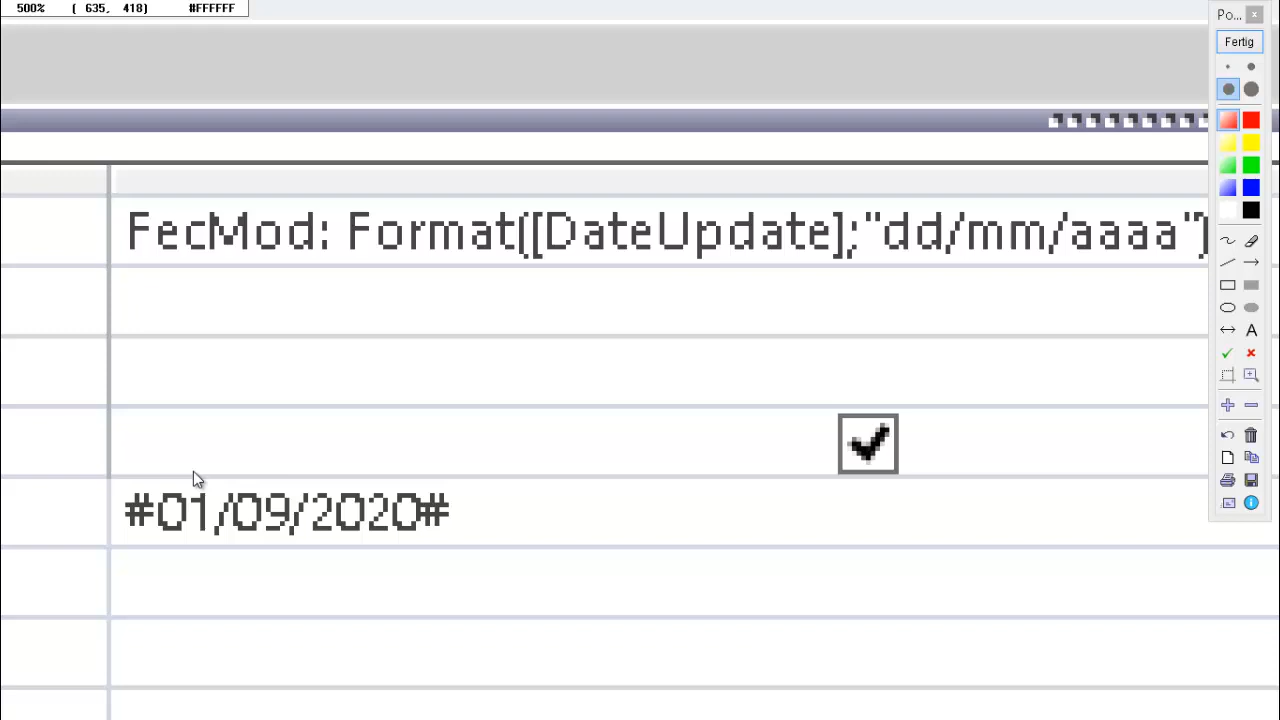 500% ( 635, 418) #FFFFFF
Po...
Fertig
FecMod: Format([DateUpdate];"dd/mm/aaaa")
A
#01/09/2020#